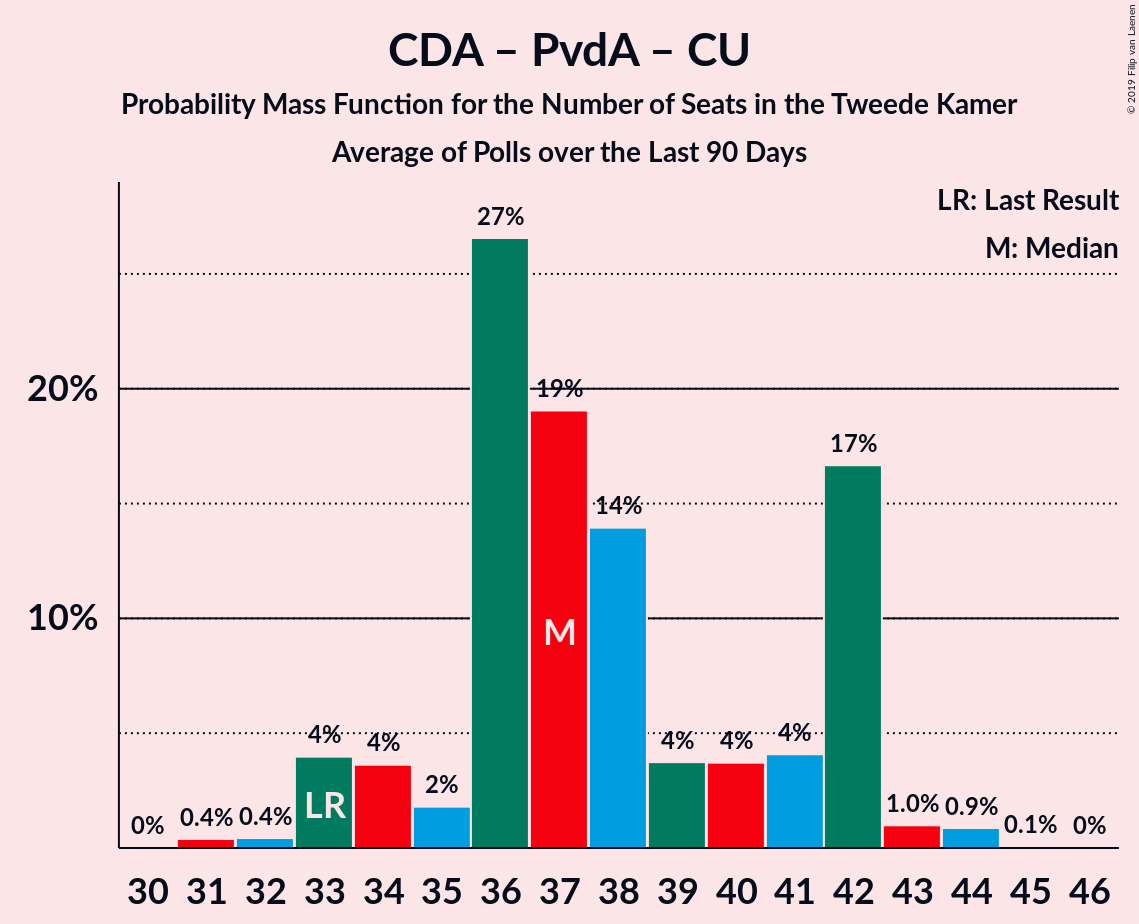 CDA – PvdA – CU
Probability Mass Function for the Number of Seats in the Tweede Kamer
Average of Polls over the Last 90 Days
© 2019 Filip van Laenen
LR: Last Result
M: Median
20%
10%
0%
0.4%
0.4%
4%
4%
2%
27%
19%
14%
4%
4%
4%
17%
1.0%
0.9%
0.1%
0%
LR
M
30 31 32 33 34 35 36 37 38 39 40 41 42 43 44 45 46